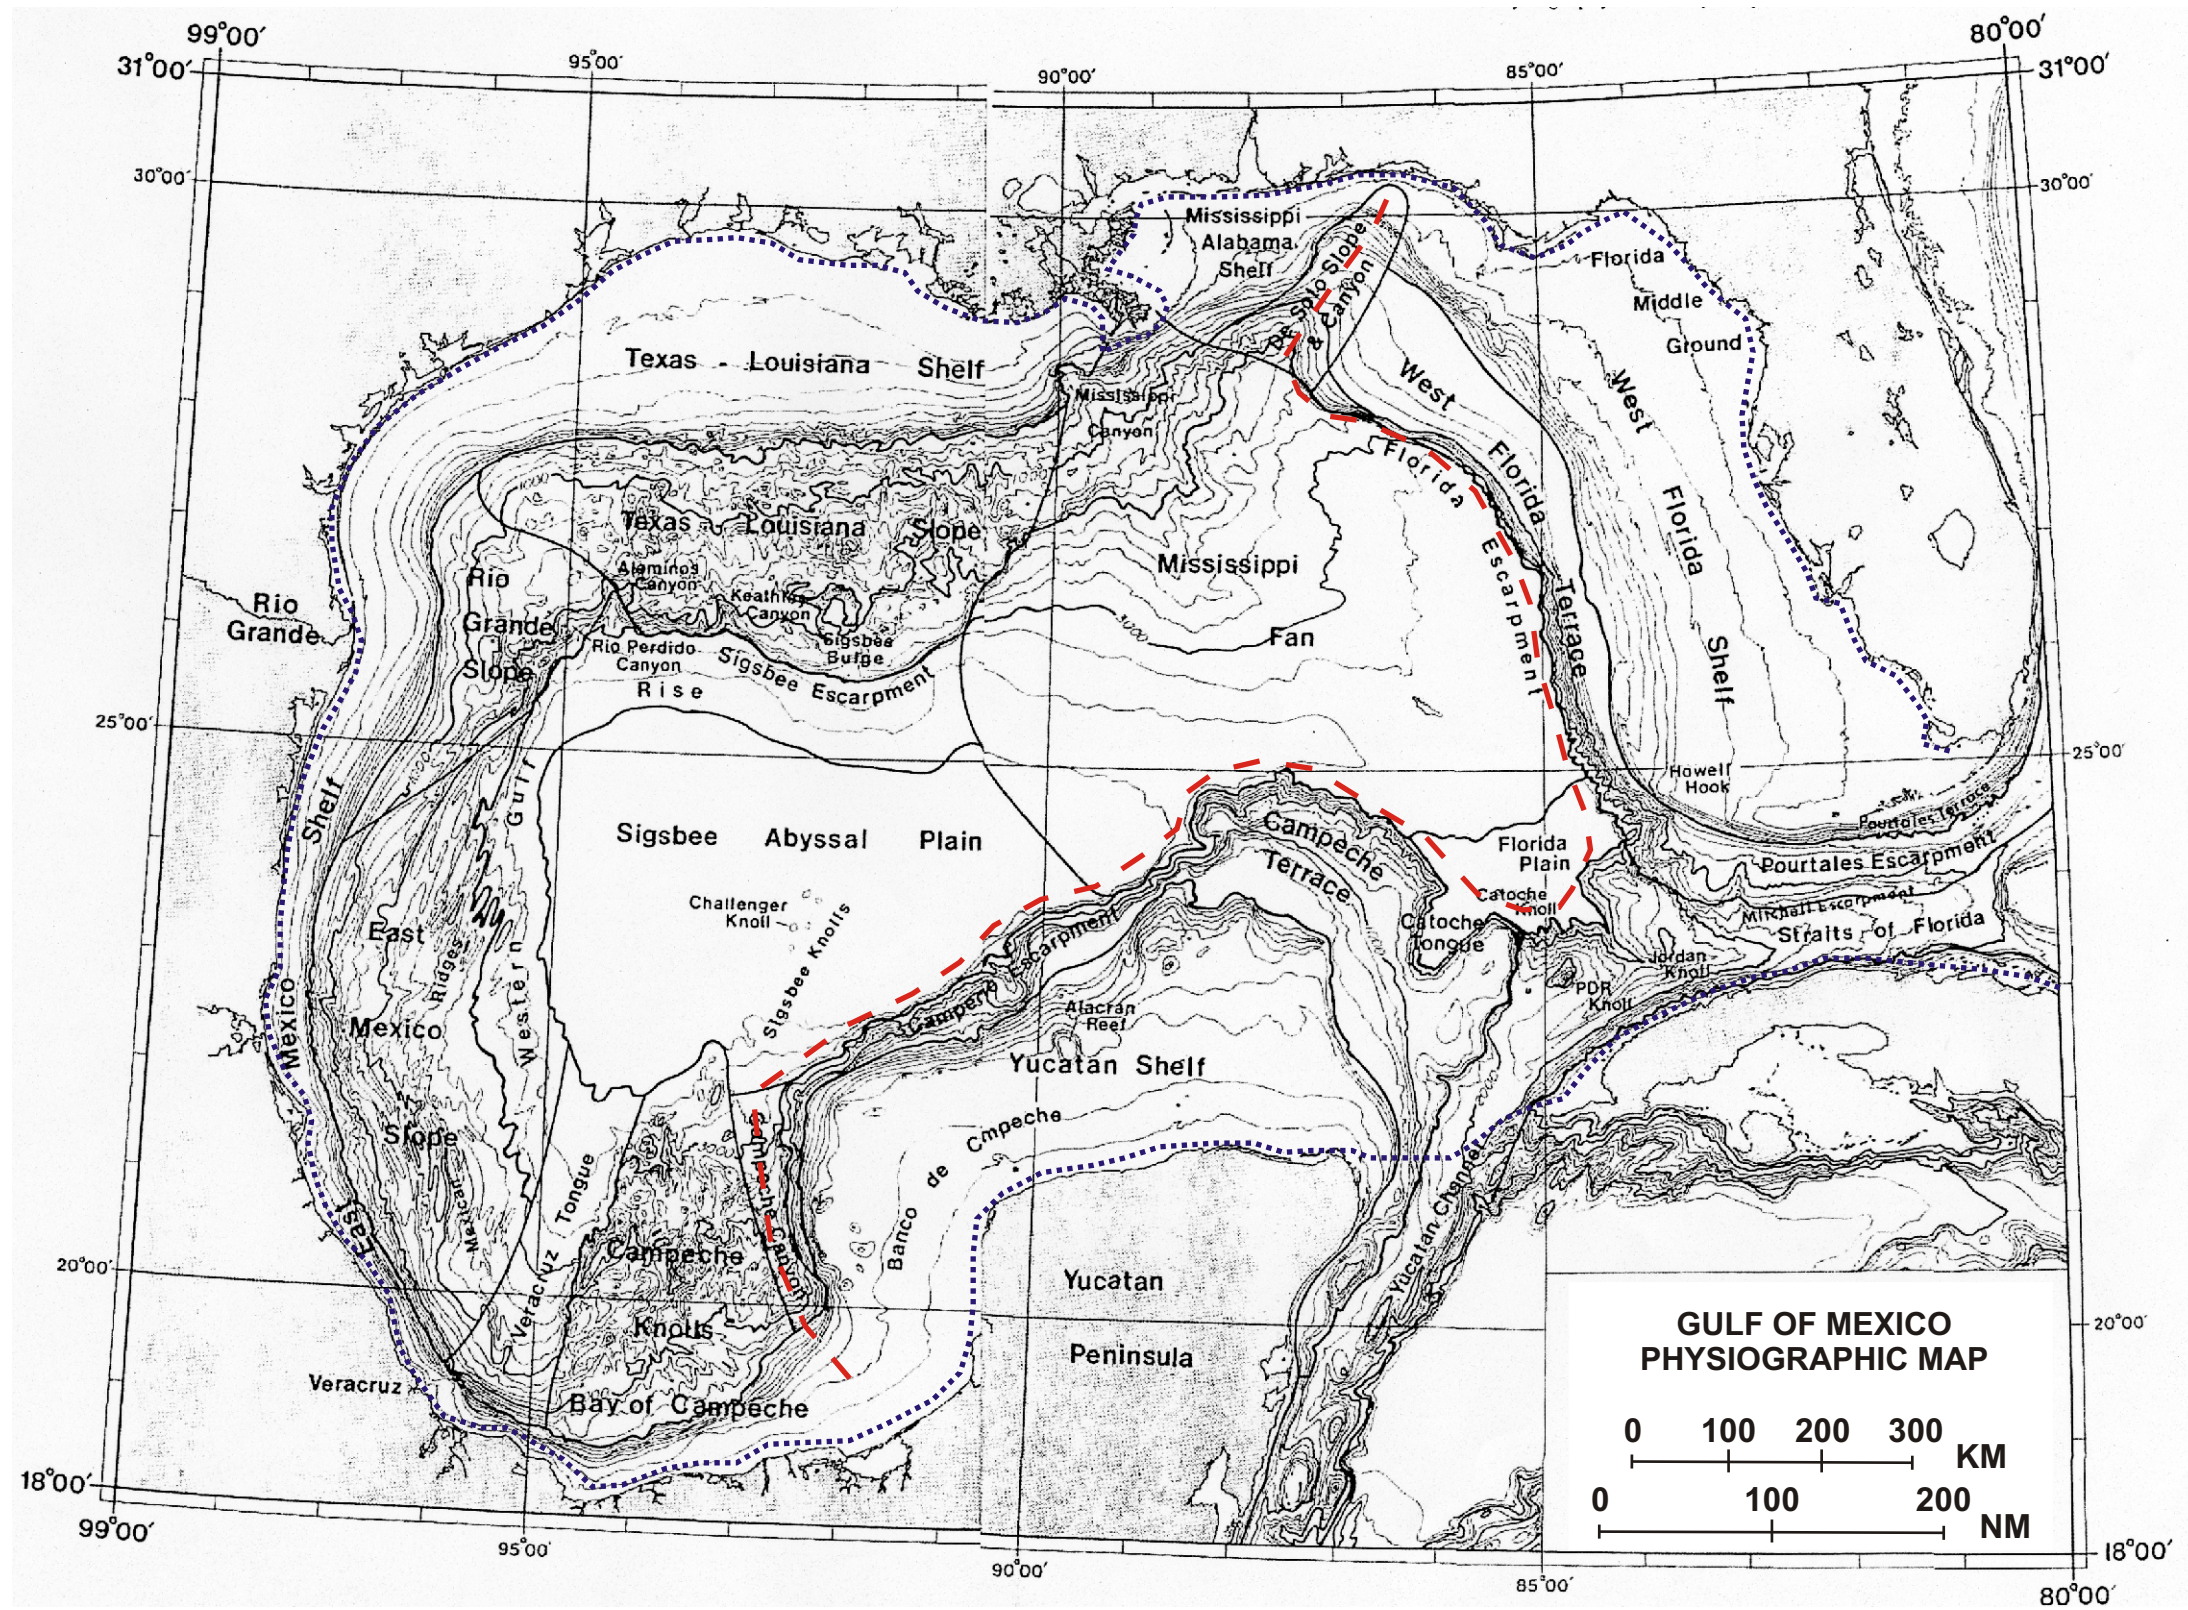 99°00′
80°00′
31°00′
95°00′
90°00′
85°00′
31°00′
30°00′
30°00′
Mississippi
Alabama
Shelf
De Soto Slope
& Canyon
Florida
Middle
Ground
Texas - Louisiana Shelf
West
Florida
Terrace
West
Florida
Shelf
Mississippi
Canyon
Florida
Escarpment
1000
Texas - Louisiana Slope
Alaminos
Canyon
Keathley
Canyon
Sigsbee
Bulge
Rio
Grande
Rio
Grande
Slope
Rio Perdido
Canyon
Sigsbee Escarpment
Rise
Mississippi
Fan
3000
25°00′
25°00′
Howell
Hook
Pourtales Terrace
Pourtales Escarpment
Mitchell Escarpment
Straits of Florida
Shelf
Gulf
Sigsbee Abyssal Plain
Challenger
Knoll
Sigsbee Knolls
Campeche
Terrace
Florida
Plain
Catoche
Knoll
Catoche
Tongue
Jordan
Knoll
PDR
Knoll
East
Mexico
Slope
Ridges
Western
Mexico
Campeche Escarpment
Alacran
Reef
Yucatan Shelf
Banco de Cmpeche
Campeche Canyon
Mexican
East
Veracruz Tongue
Campeche
Knolls
Yucatan Channel
Yucatan
Peninsula
20°00′
20°00′
Veracruz
Bay of Campeche
GULF OF MEXICO
PHYSIOGRAPHIC MAP
0 100 200 300
KM
0 100 200
NM
18°00′
18°00′
99°00′
95°00′
90°00′
85°00′
80°00′